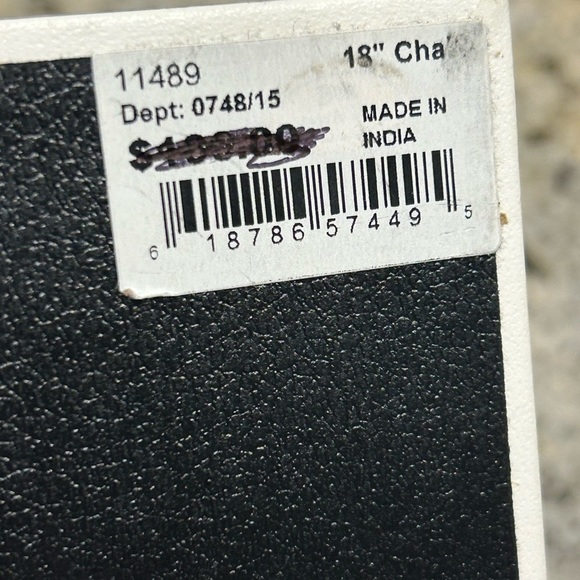 18" Cha
11489
Dept: 0748/15
MADE IN
INDIA
6 18786 57449 5